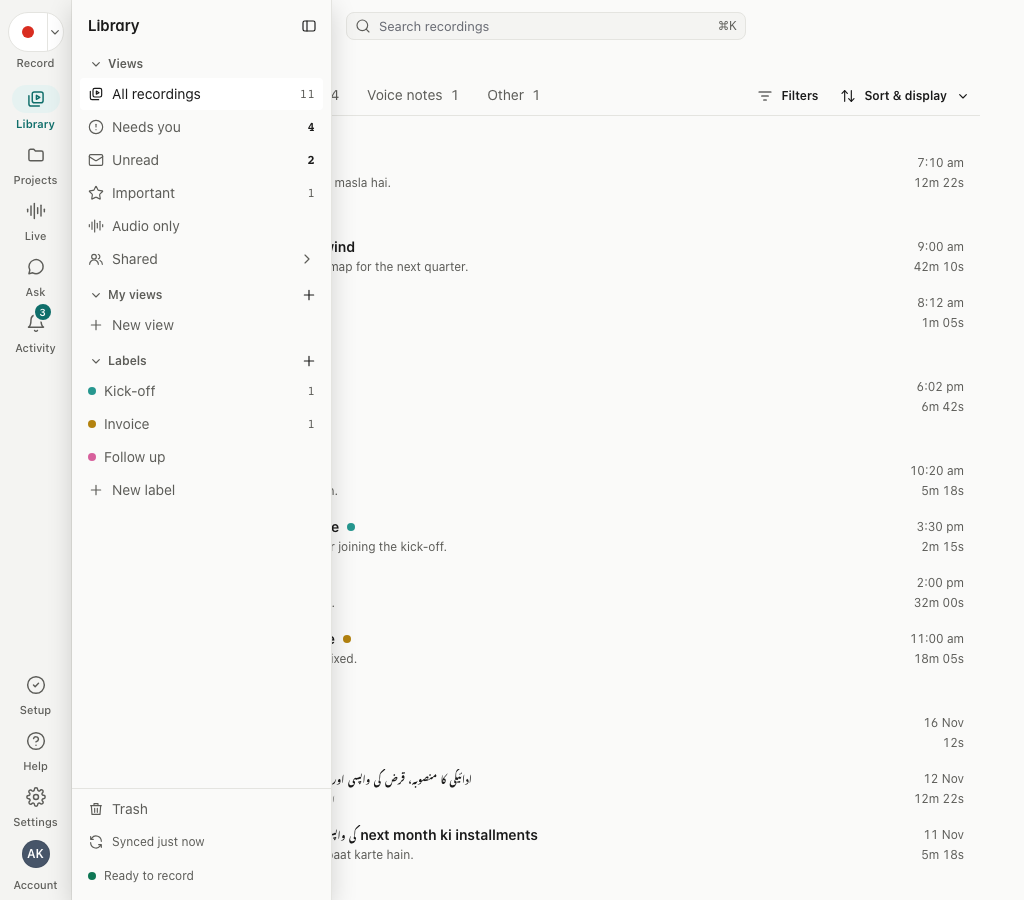 Record
Library
Projects
Live
Ask
3
Activity
Setup
Help
Settings
AK
Account
Library
Views
All recordings 11
Needs you 4
Unread 2
Important 1
Audio only
Shared
My views
New view
Labels
Kick-off 1
Invoice 1
Follow up
New label
Trash
Synced just now
Ready to record
Search recordings ⌘K
4 Voice notes 1 Other 1 Filters Sort & display
7:10 am
masla hai. 12m 22s
9:00 am
map for the next quarter. 42m 10s
8:12 am
1m 05s
6:02 pm
6m 42s
10:20 am
5m 18s
3:30 pm
joining the kick-off. 2m 15s
2:00 pm
32m 00s
11:00 am
18m 05s
16 Nov
12s
ادائیگی کا منصوبہ، قرض کی واپسی اور 12 Nov
12m 22s
کی next month ki installments 11 Nov
baat karte hain. 5m 18s